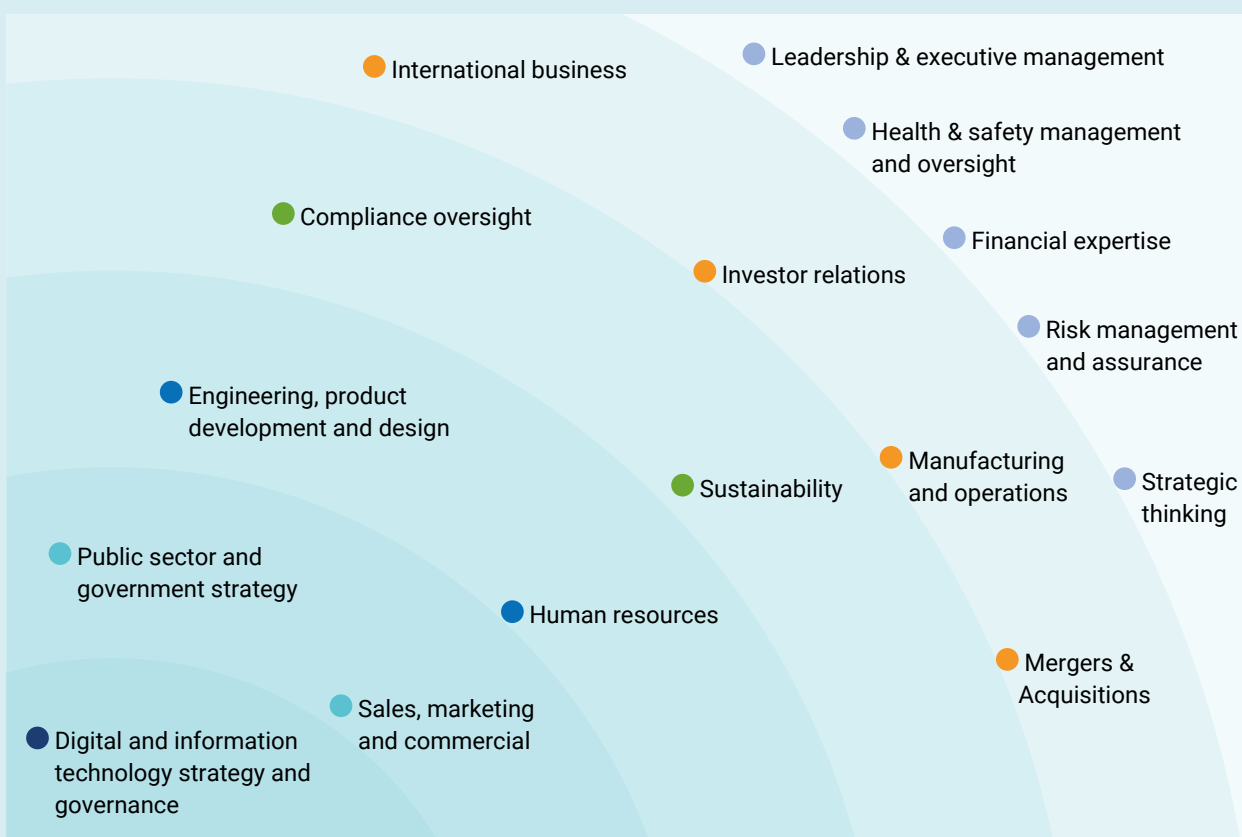 Leadership & executive management
International business
Health & safety management
and oversight
Compliance oversight
Financial expertise
Investor relations
Risk management
and assurance
Engineering, product
development and design
Manufacturing
and operations
Sustainability
Strategic
thinking
Public sector and
government strategy
Human resources
Mergers &
Acquisitions
Sales, marketing
and commercial
Digital and information
technology strategy and
governance